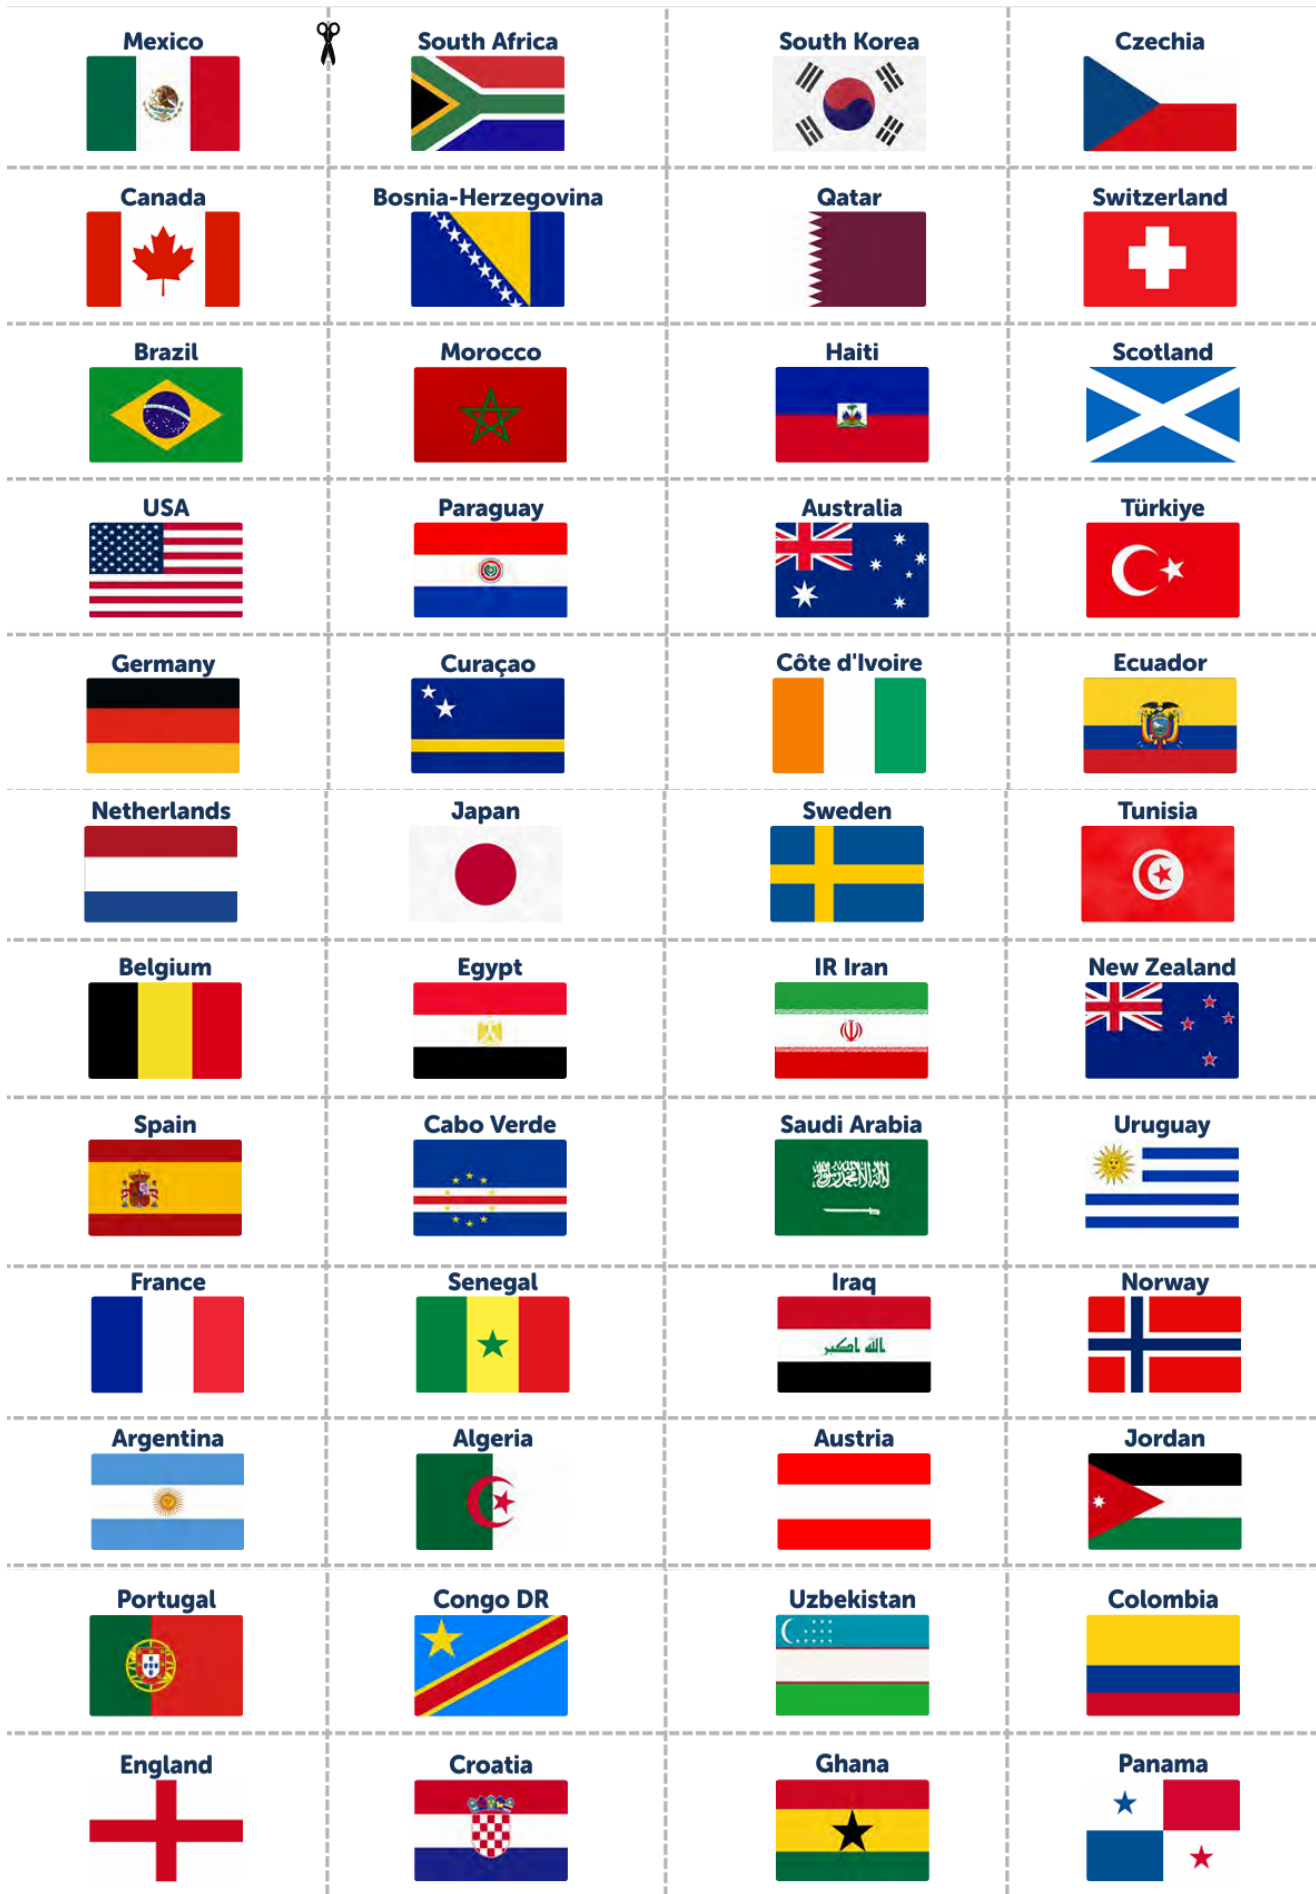 Mexico
South Africa
South Korea
Czechia
Canada
Bosnia-Herzegovina
Qatar
Switzerland
Brazil
Morocco
Haiti
Scotland
USA
Paraguay
Australia
Türkiye
Germany
Curaçao
Côte d'Ivoire
Ecuador
Netherlands
Japan
Sweden
Tunisia
Belgium
Egypt
IR Iran
New Zealand
Spain
Cabo Verde
Saudi Arabia
Uruguay
France
Senegal
Iraq
Norway
الله اكبر
Argentina
Algeria
Austria
Jordan
Portugal
Congo DR
Uzbekistan
Colombia
England
Croatia
Ghana
Panama